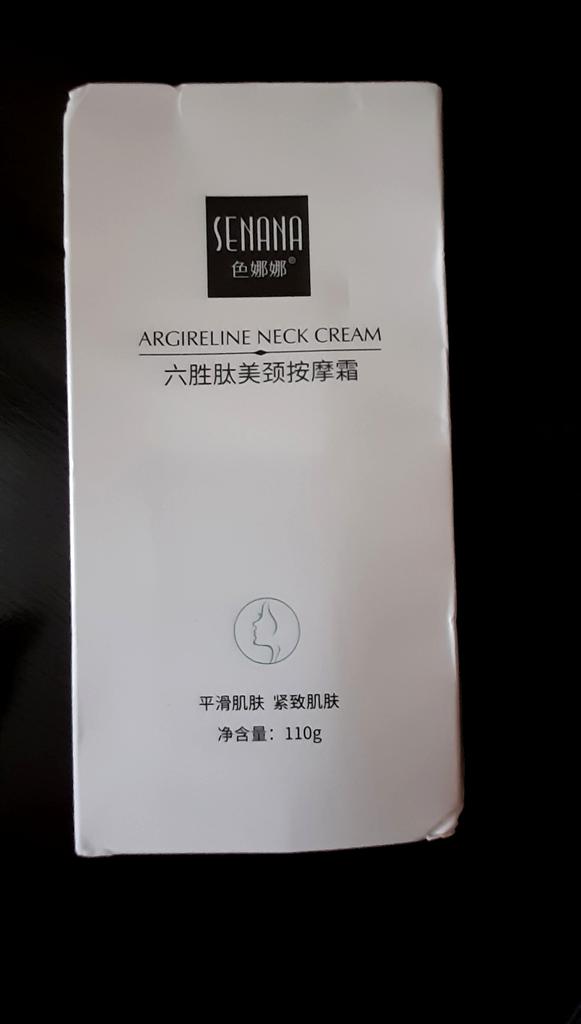 SENANA
色娜娜®
ARGIRELINE NECK CREAM
六胜肽美颈按摩霜
平滑肌肤 紧致肌肤
净含量：110g